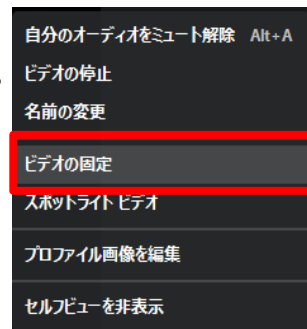 自分のオーディオをミュート解除 Alt+A
ビデオの停止
名前の変更
ビデオの固定
スポットライト ビデオ
プロファイル画像を編集
セルフビューを非表示